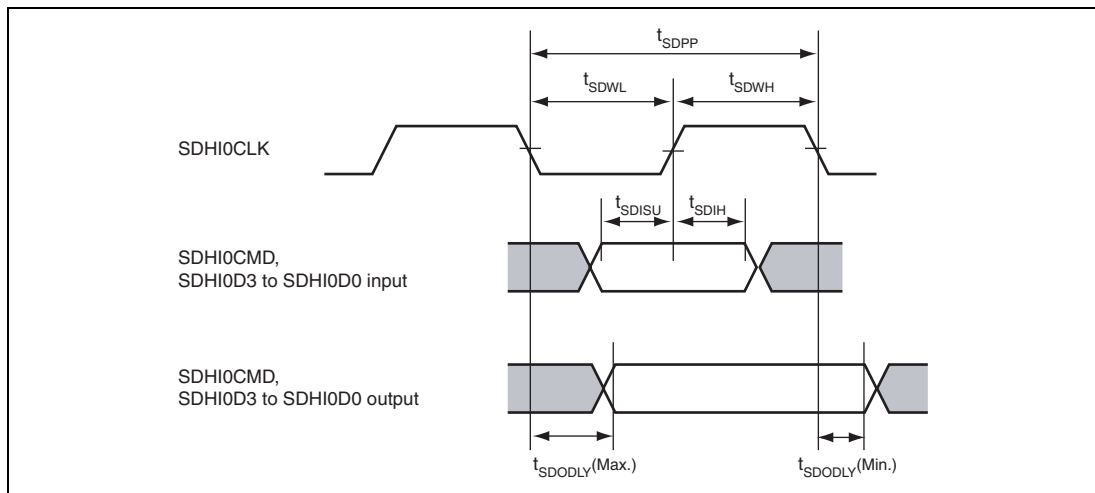 tSDPP
tSDWL
tSDWH
SDHI0CLK
tSDISU
tSDIH
SDHI0CMD,
SDHI0D3 to SDHI0D0 input
SDHI0CMD,
SDHI0D3 to SDHI0D0 output
tSDODLY(Max.)
tSDODLY(Min.)